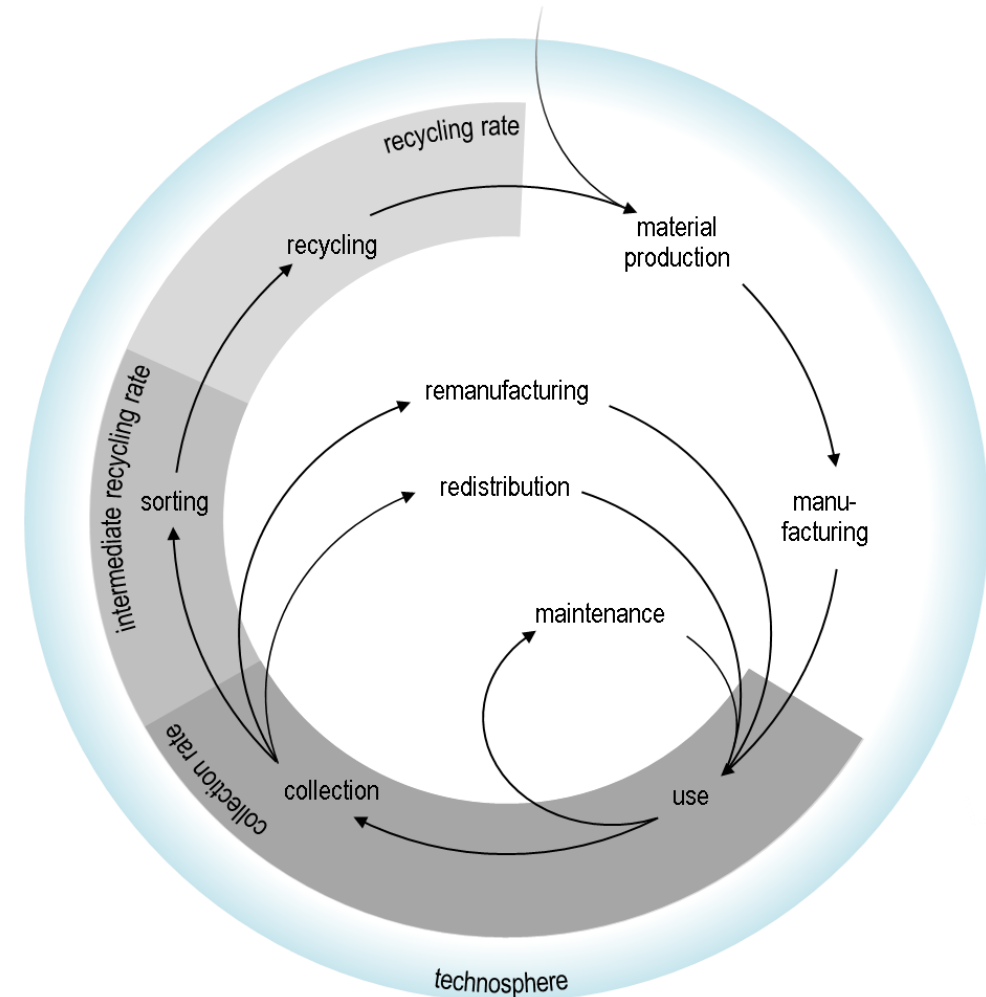 recycling rate
material
production
recycling
intermediate recycling rate
remanufacturing
redistribution
sorting
manu-
facturing
maintenance
collection rate
collection
use
technosphere